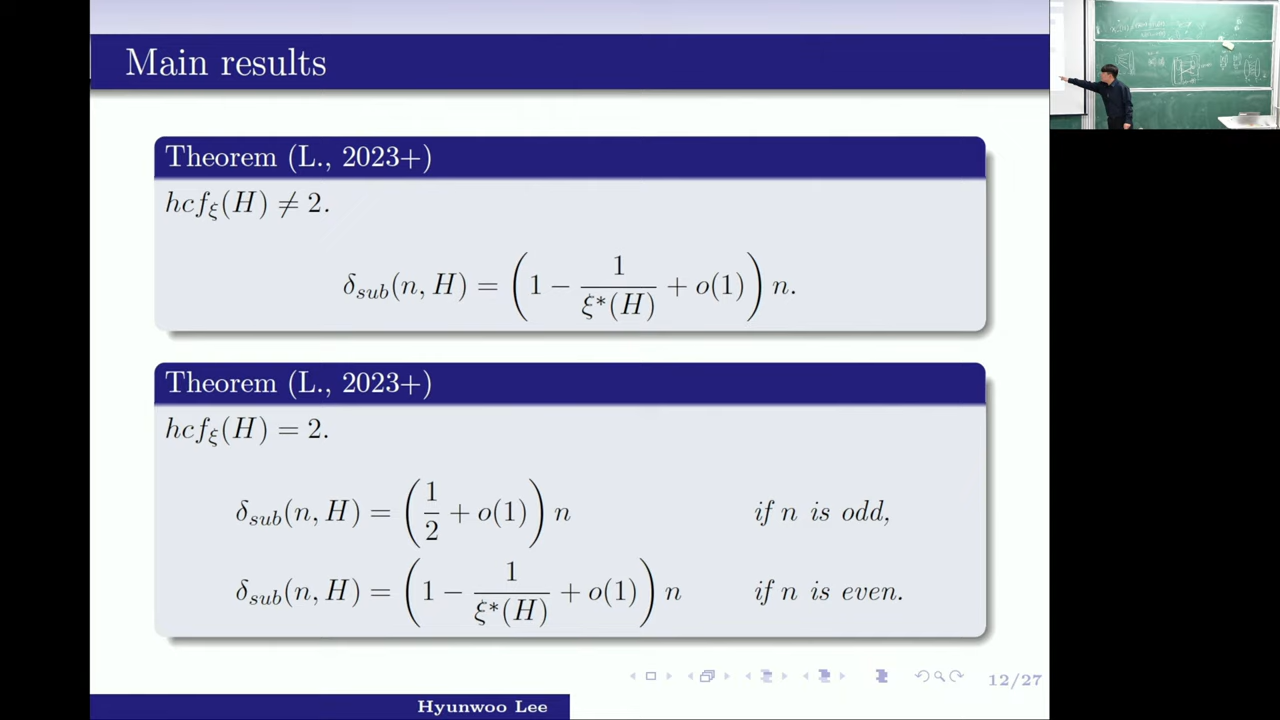 Main results
Theorem (L., 2023+)
hcf_ξ(H) ≠ 2.
δ_sub(n, H) = (1 − 1/ξ*(H) + o(1)) n.
Theorem (L., 2023+)
hcf_ξ(H) = 2.
δ_sub(n, H) = (1/2 + o(1)) n if n is odd,
δ_sub(n, H) = (1 − 1/ξ*(H) + o(1)) n if n is even.
12/27
Hyunwoo Lee